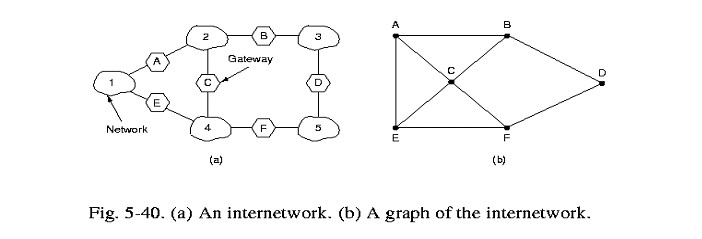 A B
2 B 3
A Gateway
C D
1 C D
E
Network 4 F 5 E F
(a) (b)
Fig. 5-40. (a) An internetwork. (b) A graph of the internetwork.